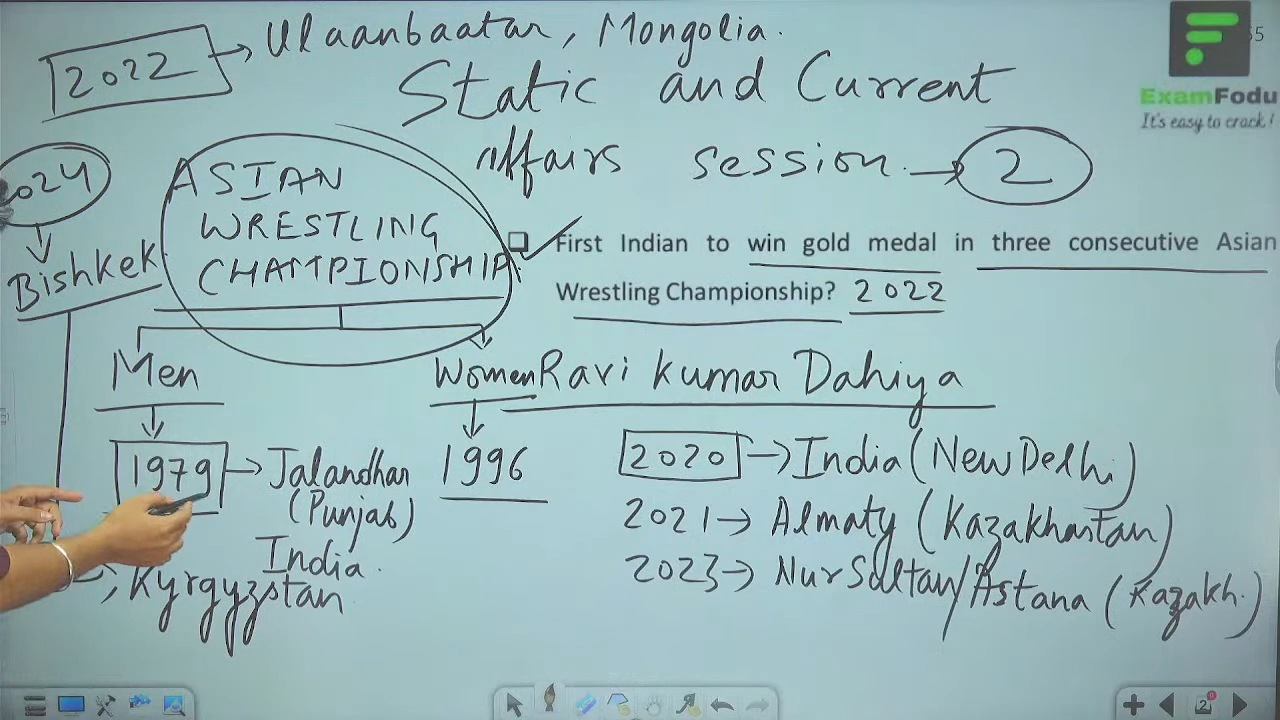 2022 → Ulaanbaatar, Mongolia.
Static and Current
Affairs session. → 2
ExamFodu
It's easy to crack!
2024
Bishkek
Kyrgyzstan
ASIAN
WRESTLING
CHAMPIONSHIP
First Indian to win gold medal in three consecutive Asian
Wrestling Championship? 2022
Men
1979 → Jalandhar
(Punjab)
India.
Women
1996
Ravi Kumar Dahiya
2020 → India (New Delhi)
2021 → Almaty (Kazakhastan)
2023 → Nur Sultan/Astana (Kazakh.)
2